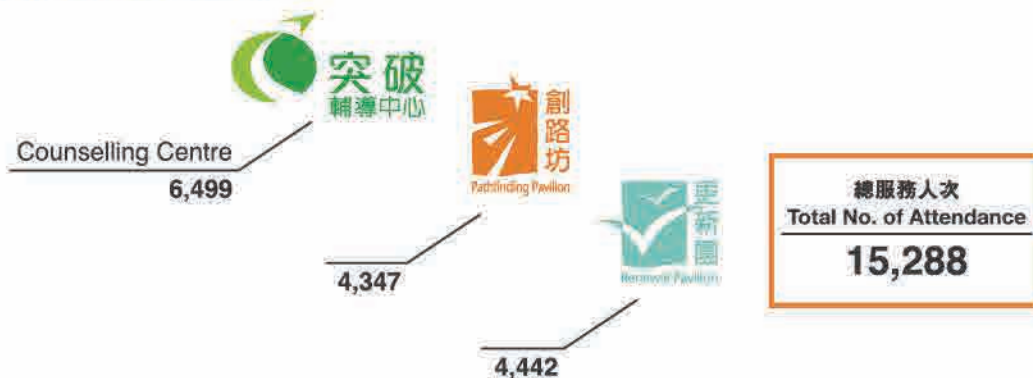 突破
輔導中心
Counselling Centre
6,499
創路坊
Pathfinding Pavilion
4,347
更新園
Renewal Pavilion
4,442
總服務人次
Total No. of Attendance
15,288